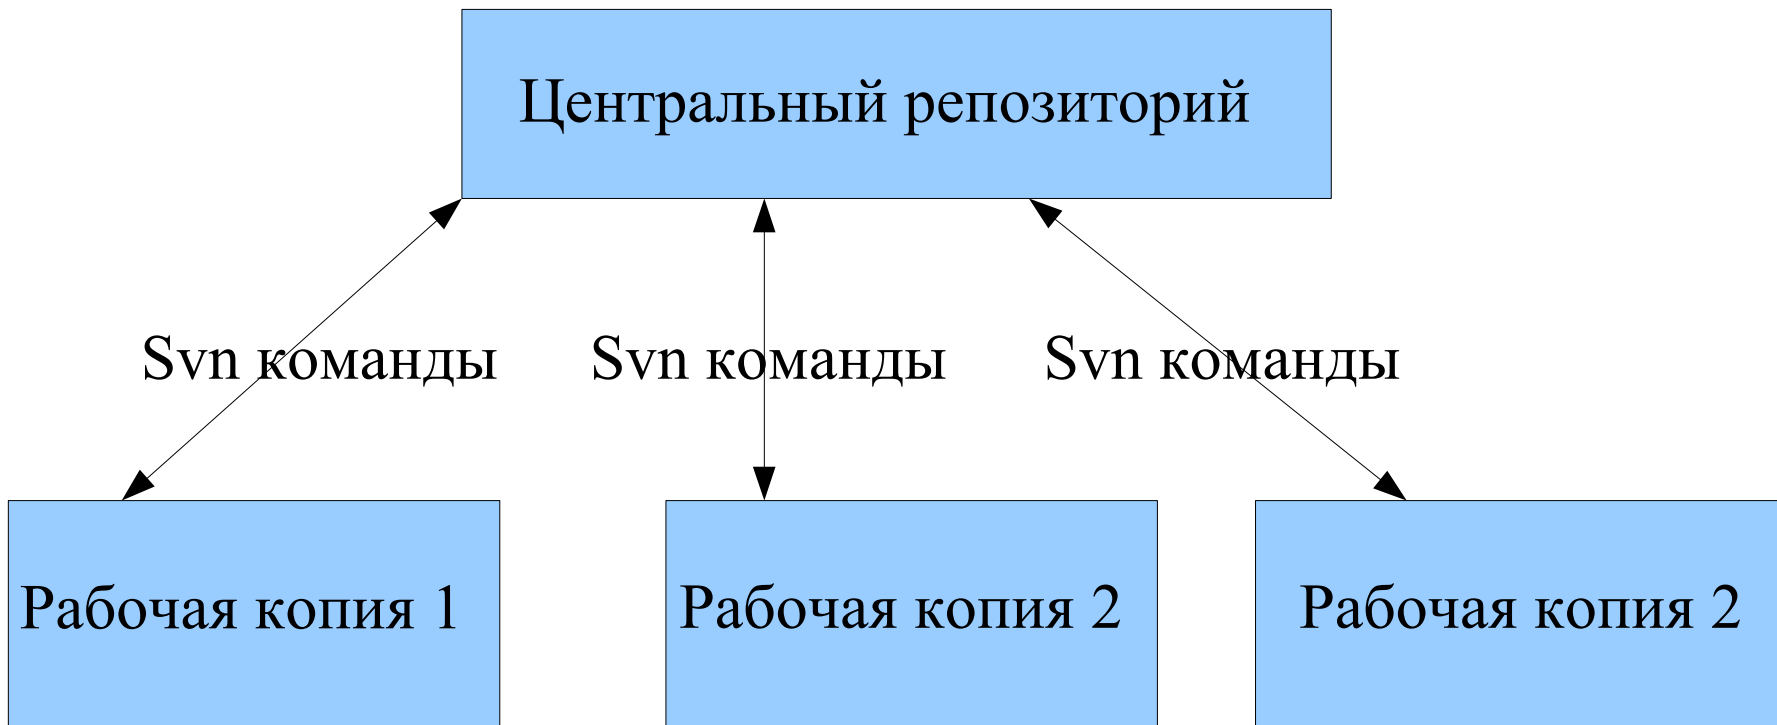 Центральный репозиторий
Svn команды
Svn команды
Svn команды
Рабочая копия 1
Рабочая копия 2
Рабочая копия 2